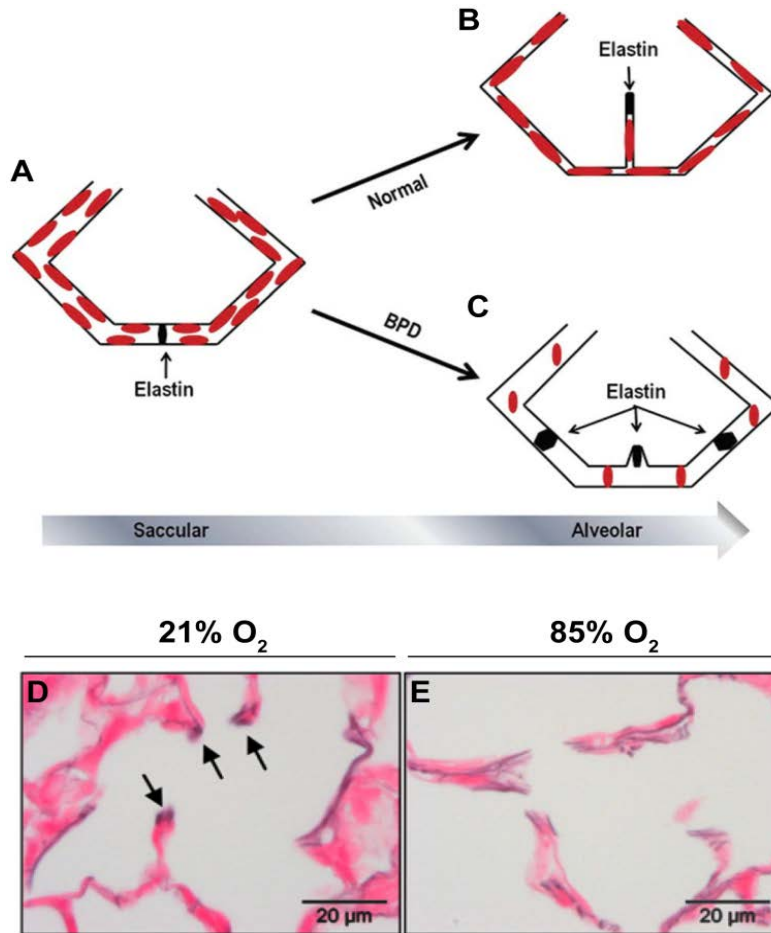 B
Elastin
A
Normal
Elastin
C
BPD
Elastin
Saccular
Alveolar
21% O₂
85% O₂
D
E
20 µm
20 µm